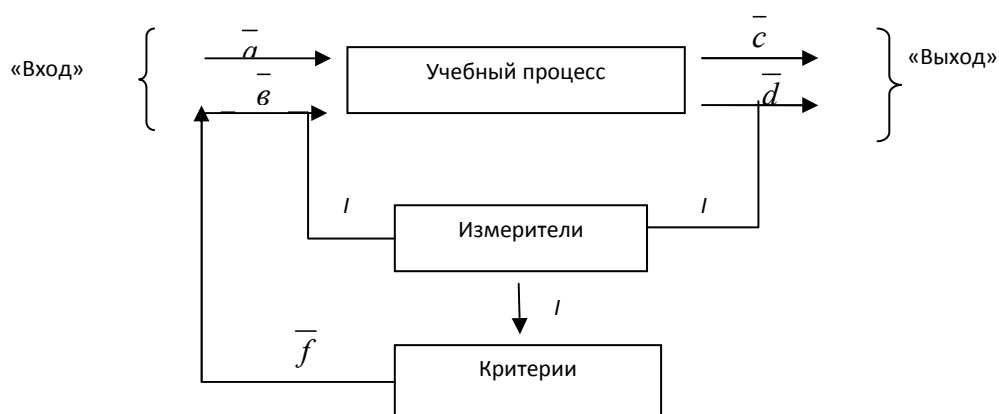 a̅
c̅
«Вход»
Учебный процесс
«Выход»
в̅
d̅
I
I
Измерители
I
f̅
Критерии